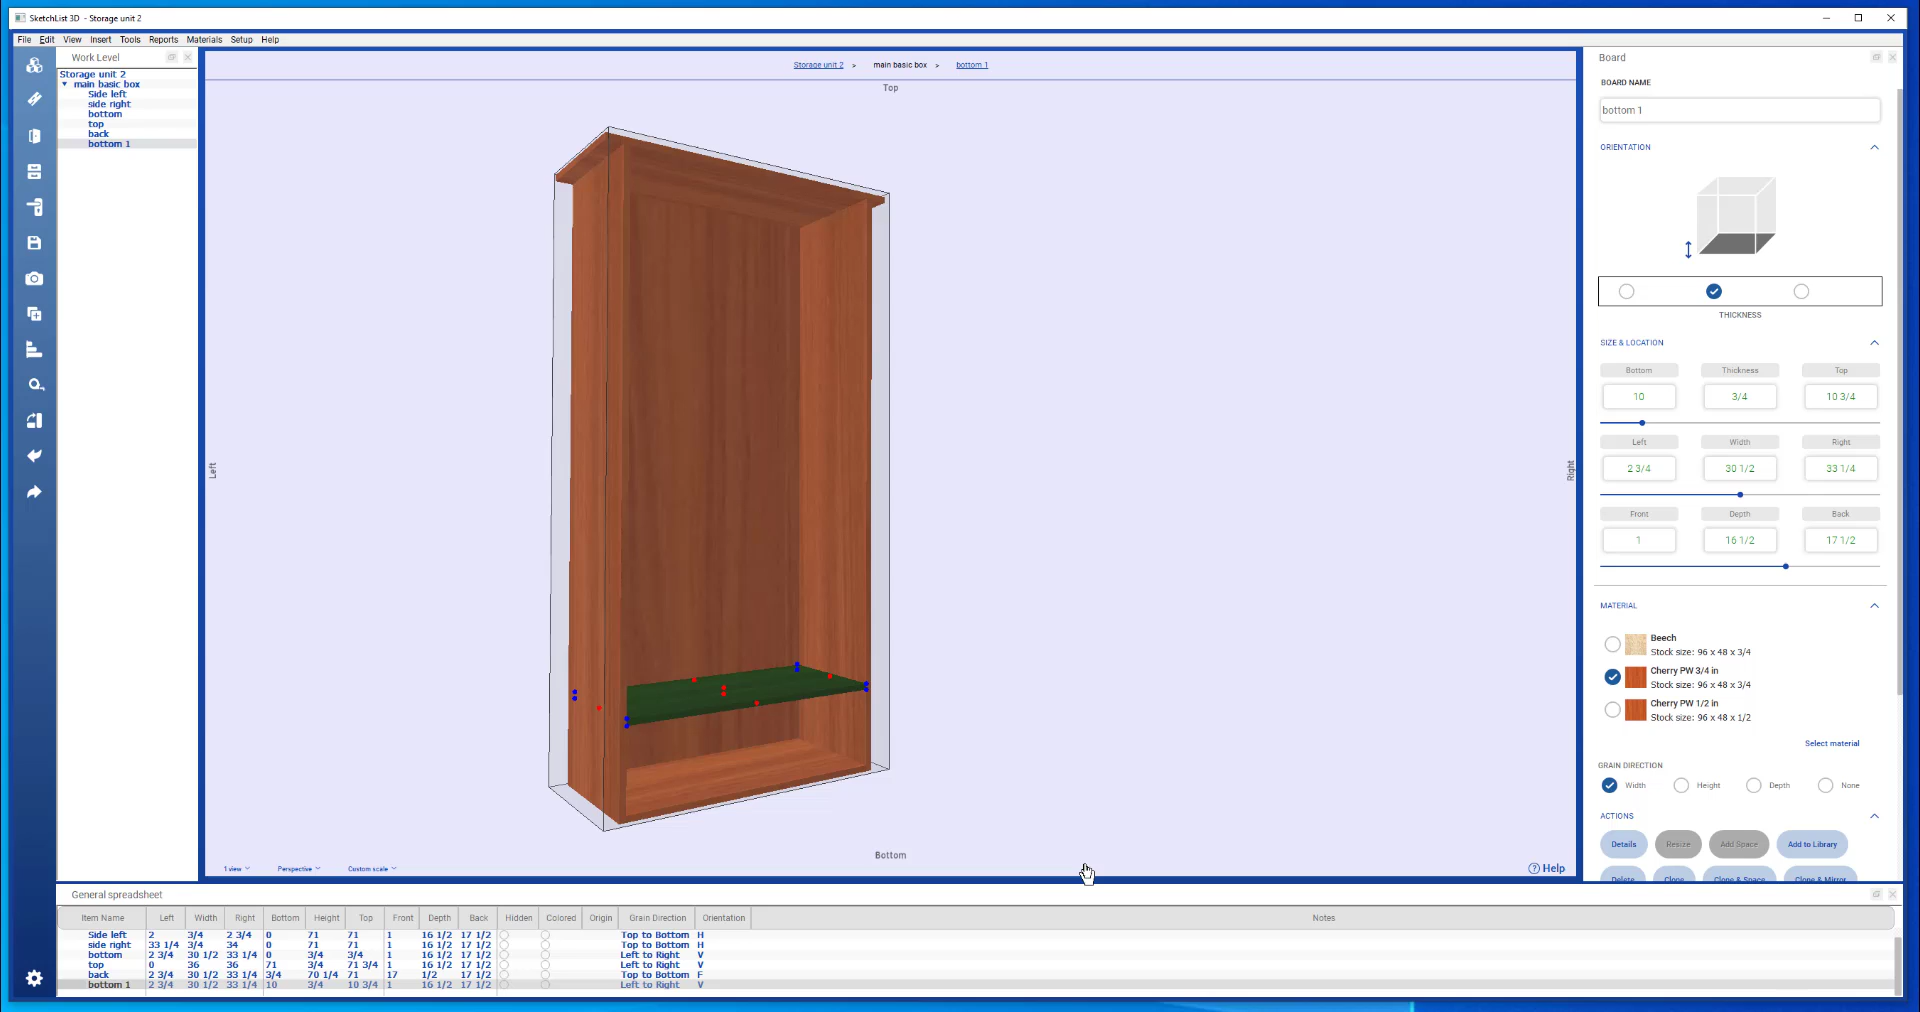 SketchList 3D - Storage unit 2
File Edit View Insert Tools Reports Materials Setup Help
Work Level
Storage unit 2
main basic box
Side left
side right
bottom
top
back
bottom 1
Storage unit 2 > main basic box > bottom 1
Top
Left
Right
Bottom
1 view
Perspective
Custom scale
Help
Board
BOARD NAME
bottom 1
ORIENTATION
THICKNESS
SIZE & LOCATION
Bottom Thickness Top
10 3/4 10 3/4
Left Width Right
2 3/4 30 1/2 33 1/4
Front Depth Back
1 16 1/2 17 1/2
MATERIAL
Beech
Stock size: 96 x 48 x 3/4
Cherry PW 3/4 in
Stock size: 96 x 48 x 3/4
Cherry PW 1/2 in
Stock size: 96 x 48 x 1/2
Select material
GRAIN DIRECTION
Width Height Depth None
ACTIONS
Details Resize Add Space Add to Library
Delete Clone Clone & Space Clone & Mirror
General spreadsheet
Item Name Left Width Right Bottom Height Top Front Depth Back Hidden Colored Origin Grain Direction Orientation Notes
Side left 2 3/4 2 3/4 0 71 71 1 16 1/2 17 1/2 Top to Bottom H
side right 33 1/4 3/4 34 0 71 71 1 16 1/2 17 1/2 Top to Bottom H
bottom 2 3/4 30 1/2 33 1/4 0 3/4 3/4 1 16 1/2 17 1/2 Left to Right V
top 0 36 36 71 3/4 71 3/4 1 16 1/2 17 1/2 Left to Right V
back 2 3/4 30 1/2 33 1/4 3/4 70 1/4 71 17 1/2 17 1/2 Top to Bottom F
bottom 1 2 3/4 30 1/2 33 1/4 10 3/4 10 3/4 1 16 1/2 17 1/2 Left to Right V